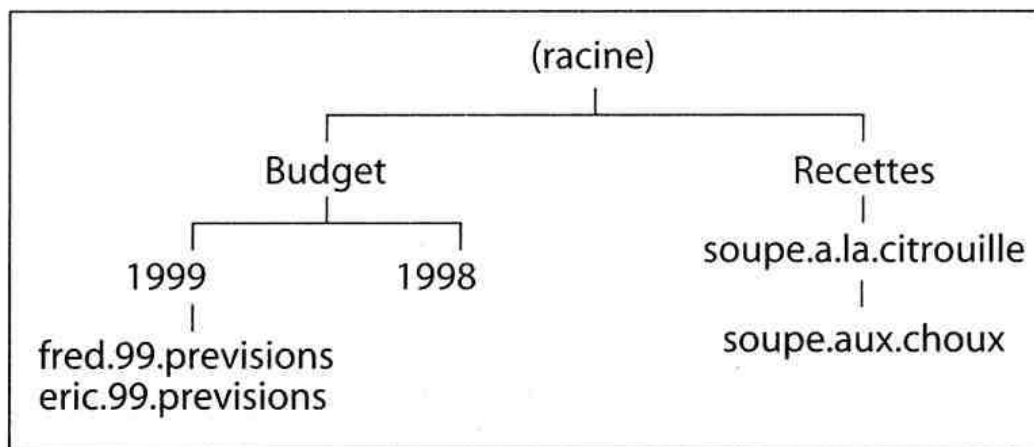 (racine)
Budget Recettes
1999 1998 soupe.a.la.citrouille
fred.99.previsions soupe.aux.choux
eric.99.previsions